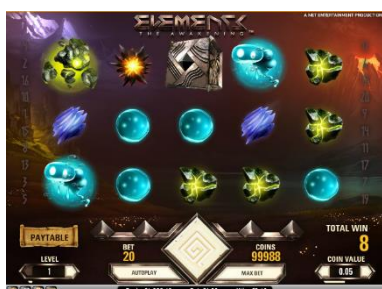 A NET ENTERTAINMENT PRODUCTION
ELEMENTS
THE AWAKENING
PAYTABLE
TOTAL WIN
8
BET
20
COINS
99988
LEVEL
1
AUTOPLAY
MAX BET
COIN VALUE
0.05